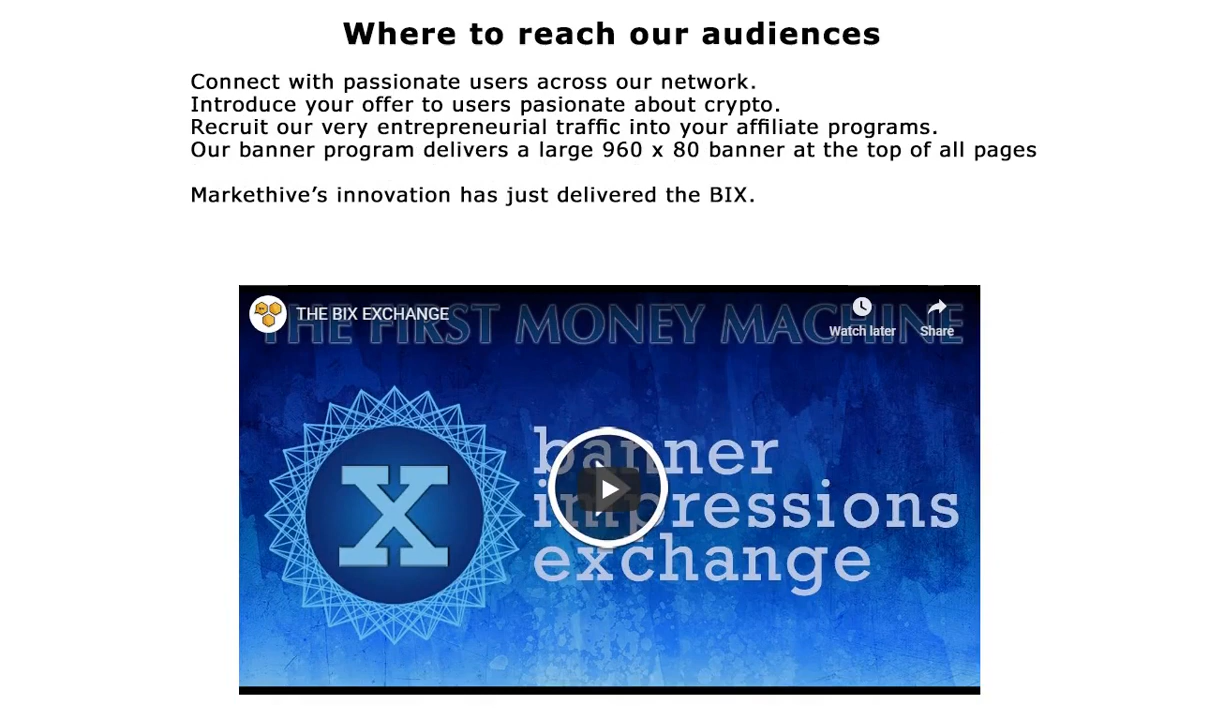 Where to reach our audiences
Connect with passionate users across our network.
Introduce your offer to users pasionate about crypto.
Recruit our very entrepreneurial traffic into your affiliate programs.
Our banner program delivers a large 960 x 80 banner at the top of all pages
Markethive’s innovation has just delivered the BIX.
THE FIRST MONEY MACHINE
THE BIX EXCHANGE
Watch later
Share
X
banner
impressions
exchange